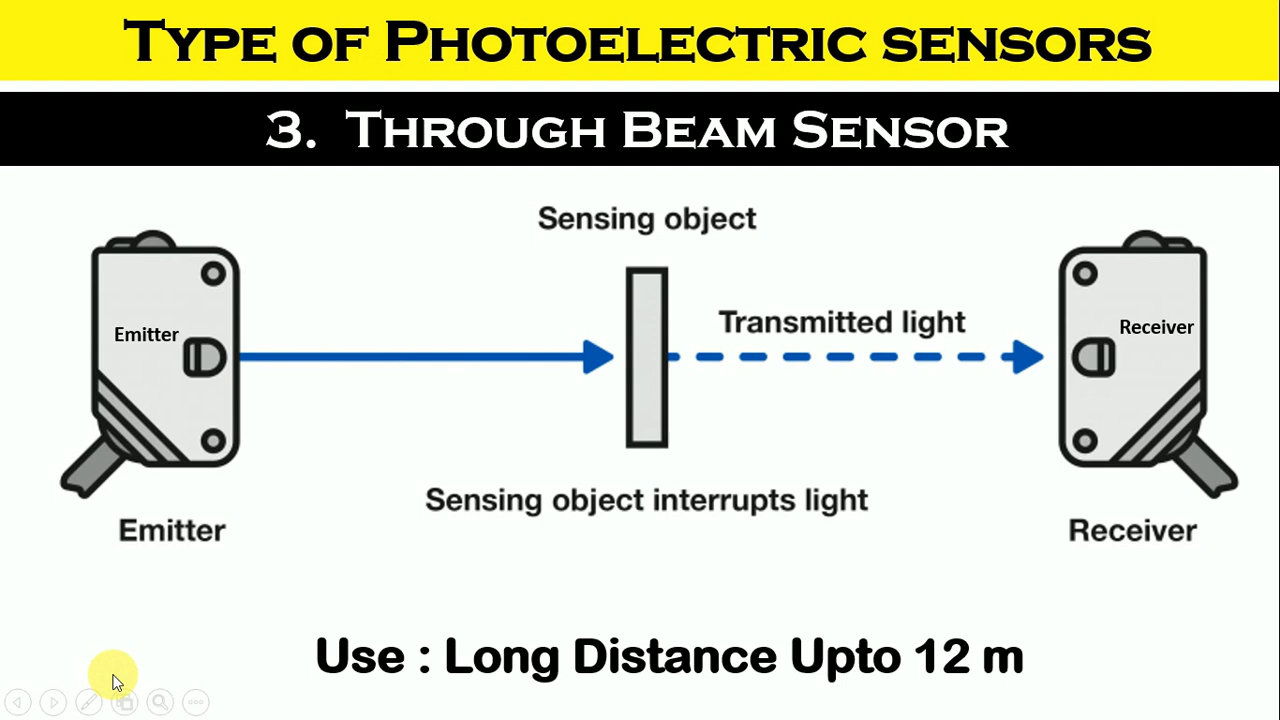 Type of Photoelectric sensors
3. Through Beam Sensor
Sensing object
Transmitted light
Emitter
Receiver
Sensing object interrupts light
Emitter
Receiver
Use : Long Distance Upto 12 m